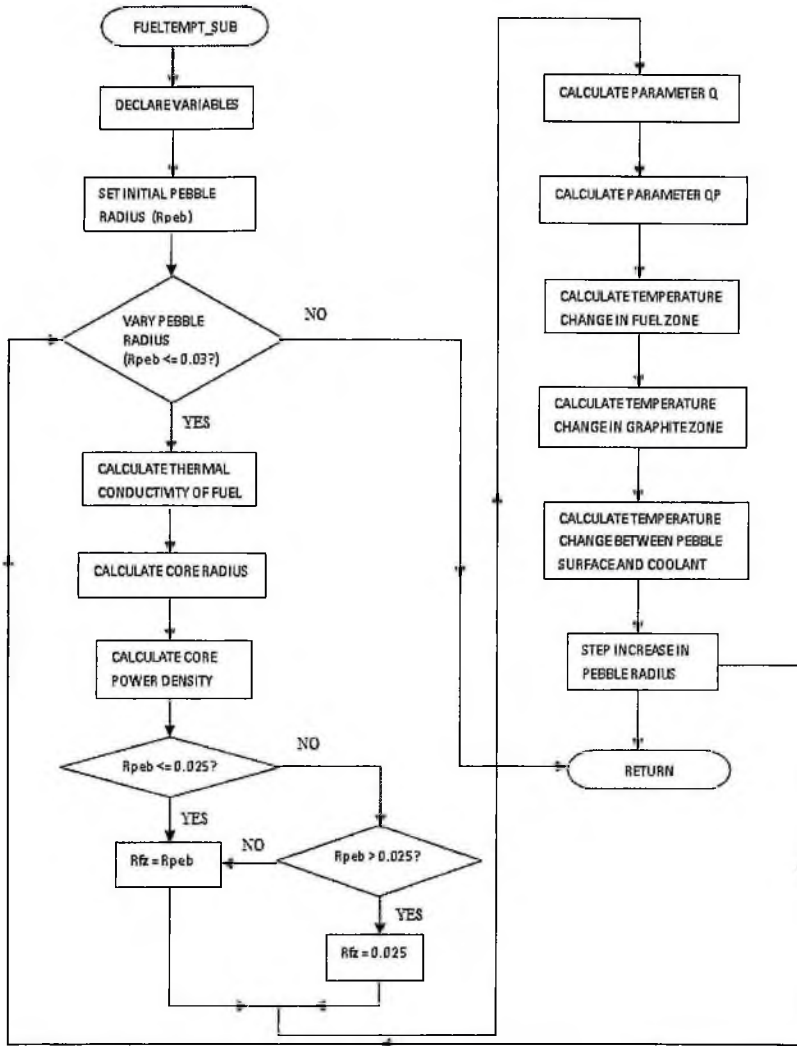 FUELTEMPT_SUB
DECLARE VARIABLES
SET INITIAL PEBBLE
RADIUS (Rpeb)
VARY PEBBLE
RADIUS
(Rpeb <= 0.03?)
NO
YES
CALCULATE THERMAL
CONDUCTIVITY OF FUEL
CALCULATE CORE RADIUS
CALCULATE CORE
POWER DENSITY
Rpeb <= 0.025?
NO
YES
Rfz = Rpeb
NO
Rpeb > 0.025?
YES
Rfz = 0.025
CALCULATE PARAMETER Q
CALCULATE PARAMETER QP
CALCULATE TEMPERATURE
CHANGE IN FUEL ZONE
CALCULATE TEMPERATURE
CHANGE IN GRAPHITE ZONE
CALCULATE TEMPERATURE
CHANGE BETWEEN PEBBLE
SURFACE AND COOLANT
STEP INCREASE IN
PEBBLE RADIUS
RETURN